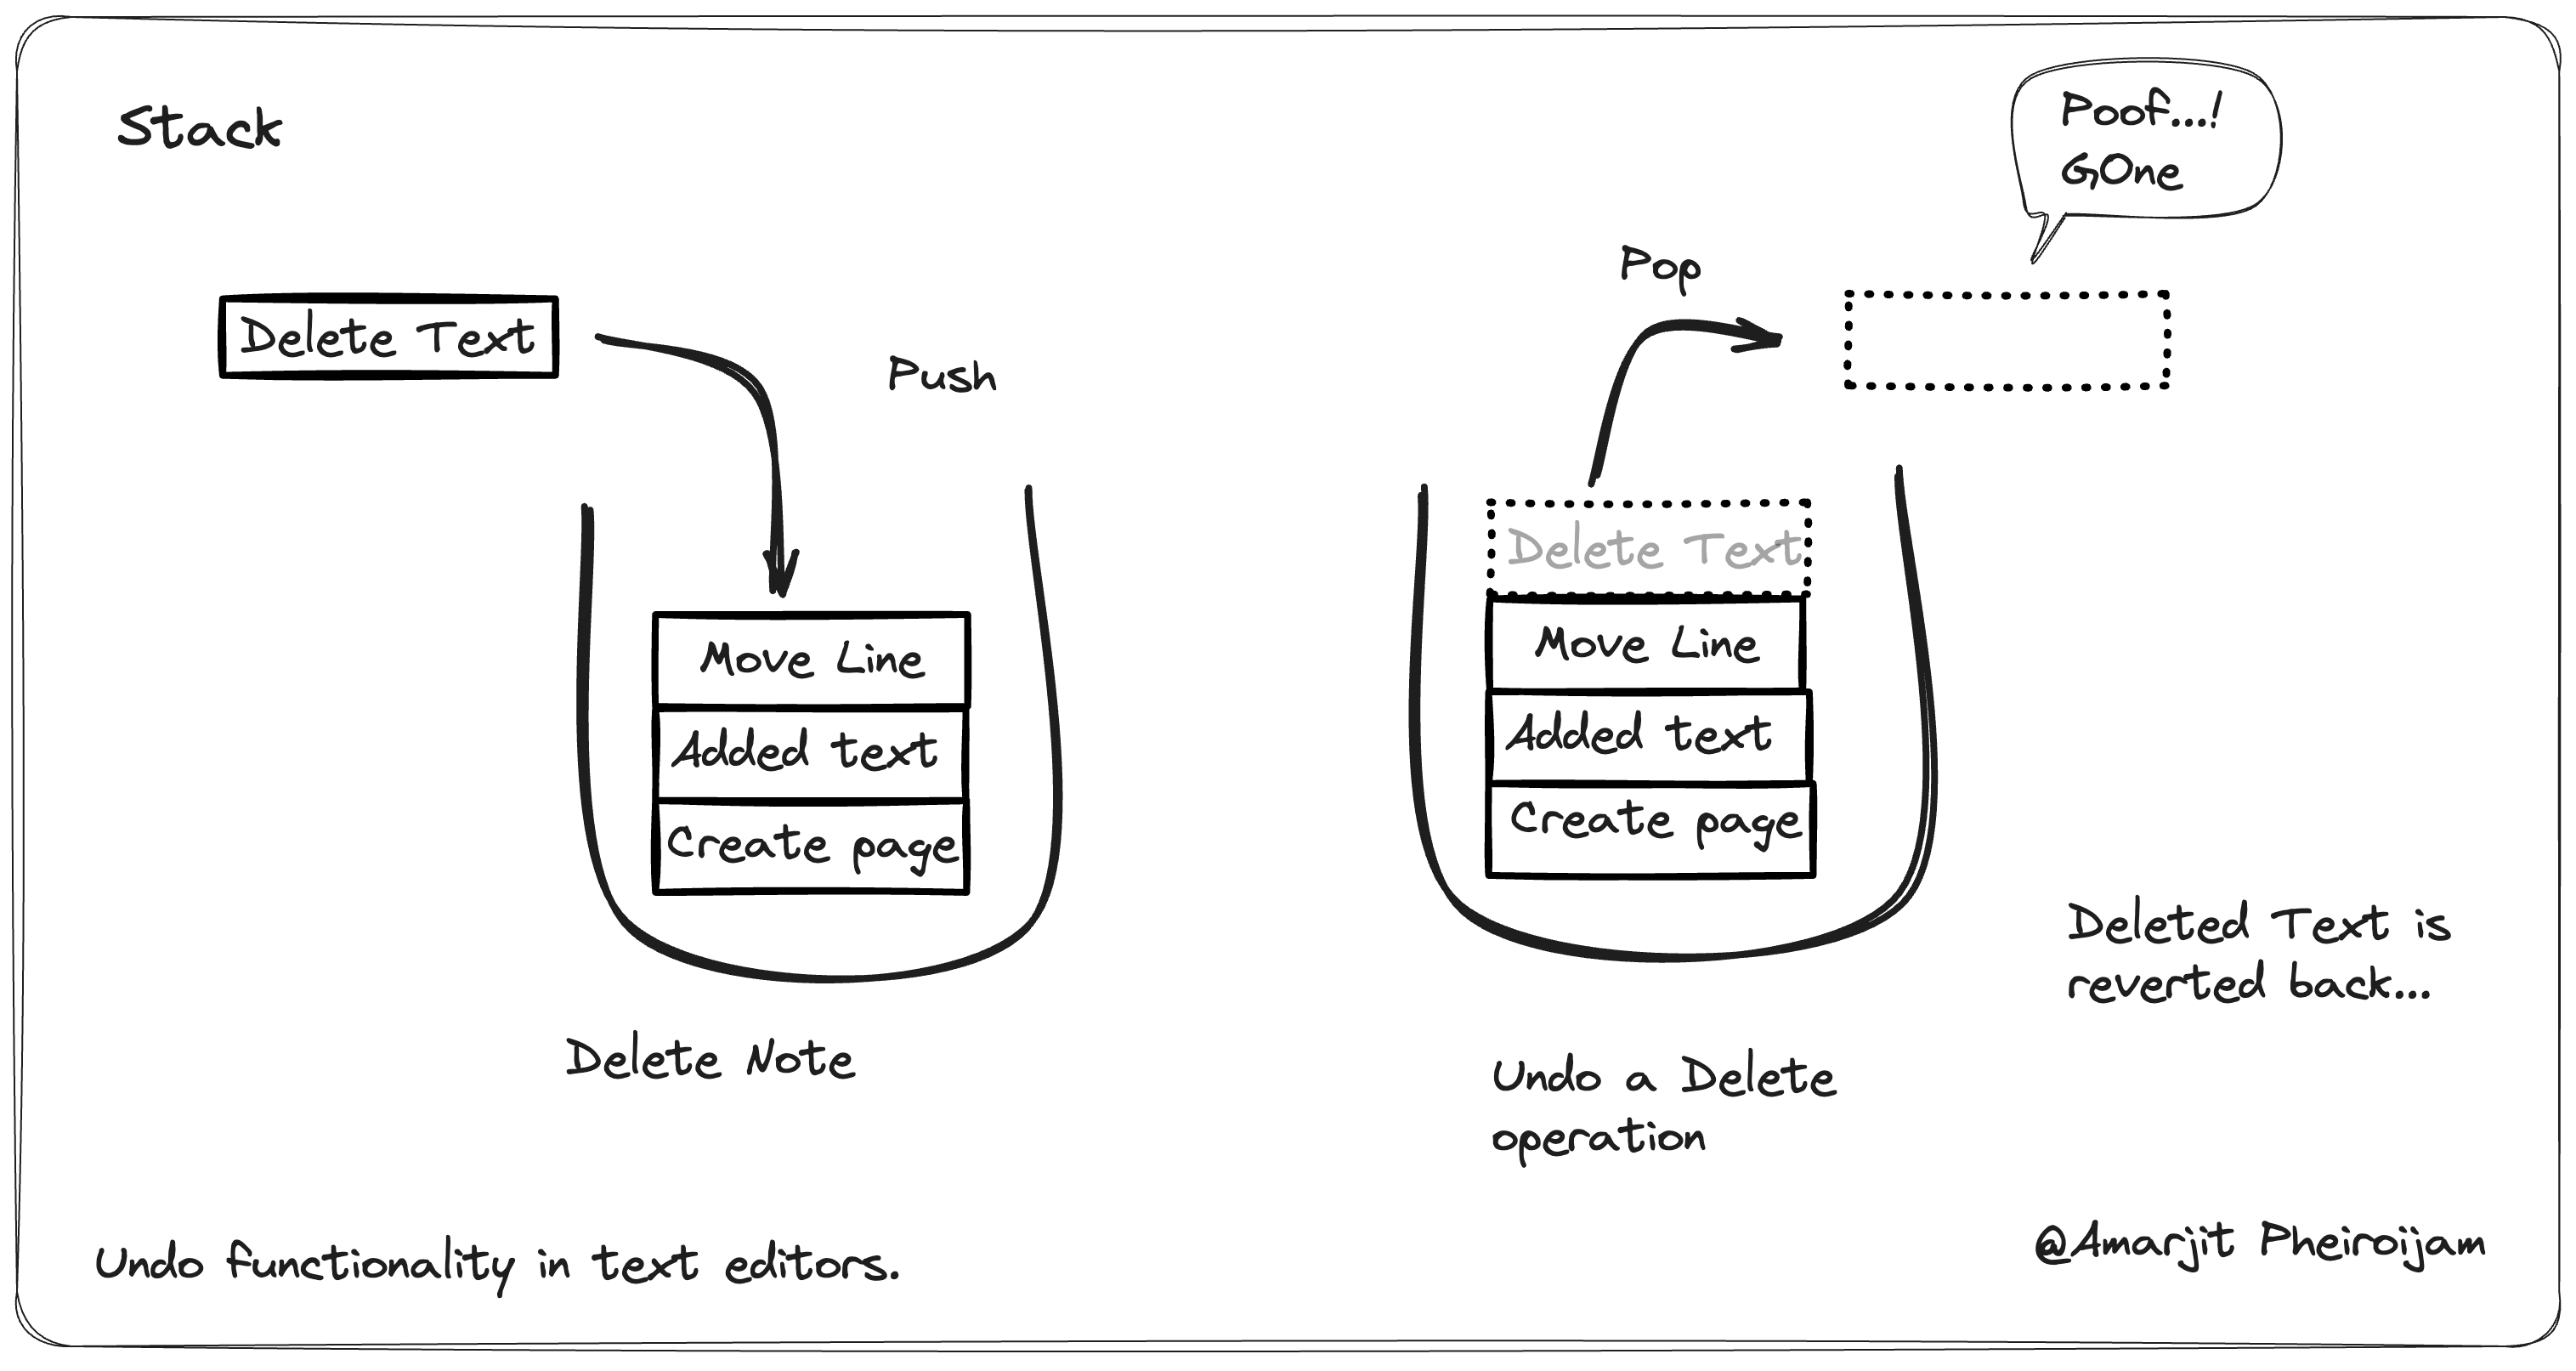 Stack
Poof...!
GOne
Pop
Delete Text
Push
Delete Text
Move Line
Added text
Create page
Move Line
Added text
Create page
Deleted Text is
reverted back...
Delete Note
Undo a Delete
operation
Undo functionality in text editors.
@Amarjit Pheiroijam